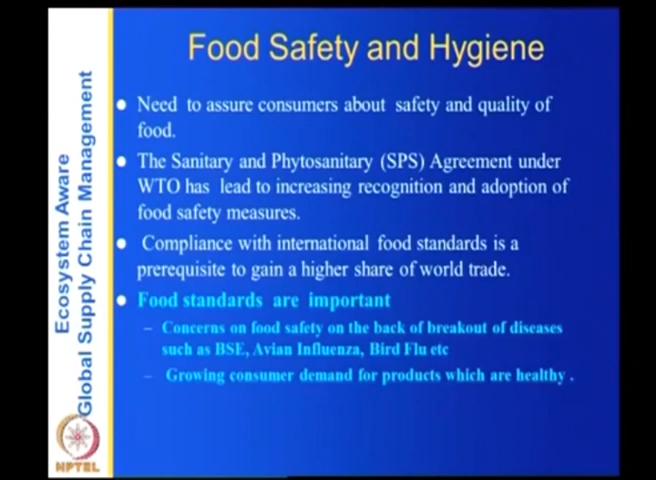 Food Safety and Hygiene
Need to assure consumers about safety and quality of
food.
The Sanitary and Phytosanitary (SPS) Agreement under
WTO has lead to increasing recognition and adoption of
food safety measures.
Compliance with international food standards is a
prerequisite to gain a higher share of world trade.
Food standards are important
– Concerns on food safety on the back of breakout of diseases
such as BSE, Avian Influenza, Bird Flu etc
– Growing consumer demand for products which are healthy .
Ecosystem Aware
Global Supply Chain Management
NPTEL